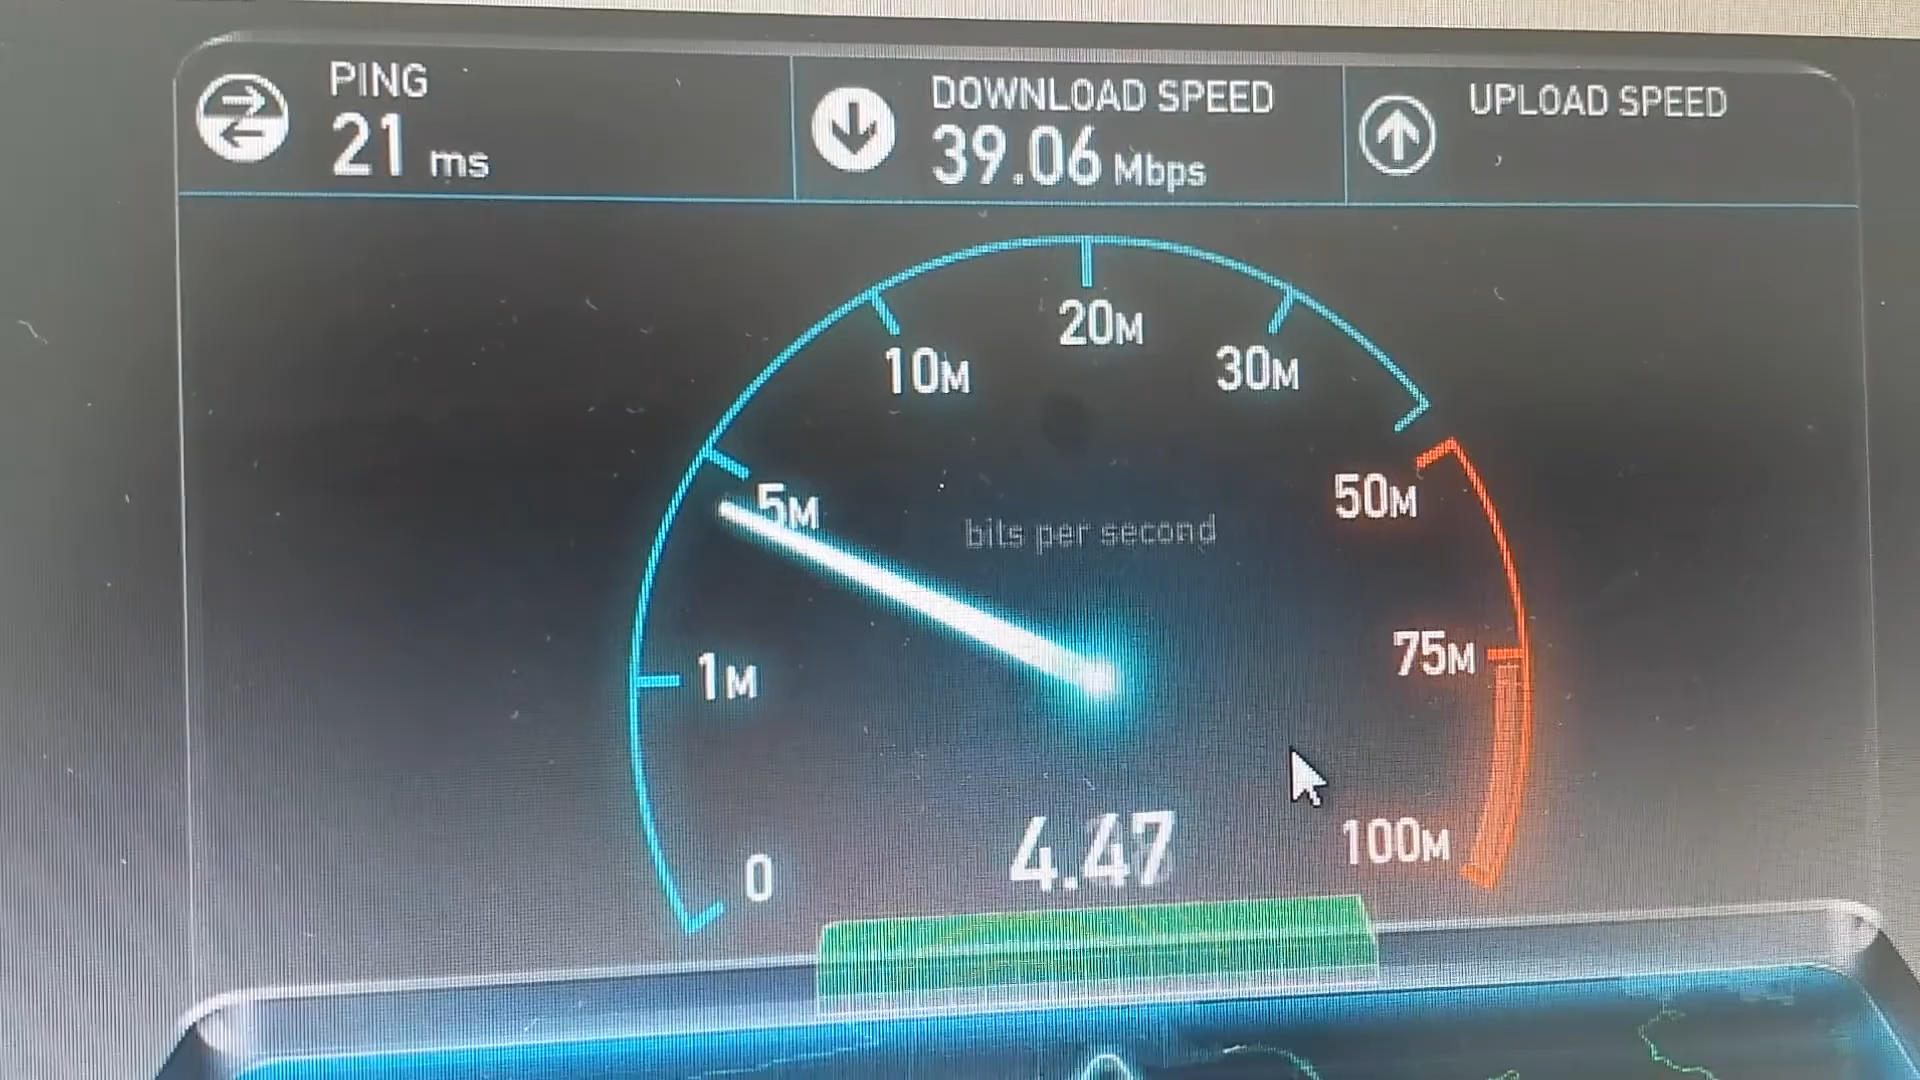 PING
21 ms
DOWNLOAD SPEED
39.06 Mbps
UPLOAD SPEED
20M
10M
30M
5M
50M
bits per second
75M
1M
4.47
100M
0